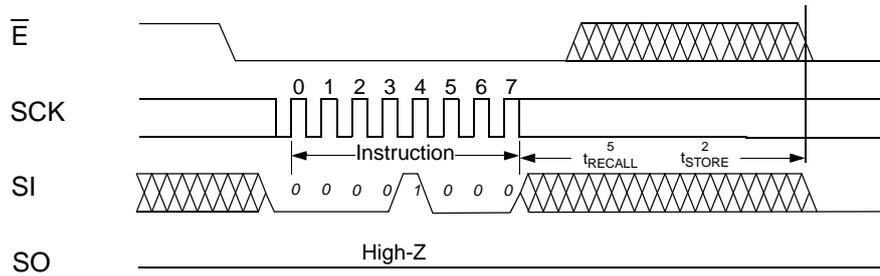 E
SCK
0 1 2 3 4 5 6 7
Instruction
5
tRECALL
2
tSTORE
SI
0 0 0 0 1 0 0 0
High-Z
SO